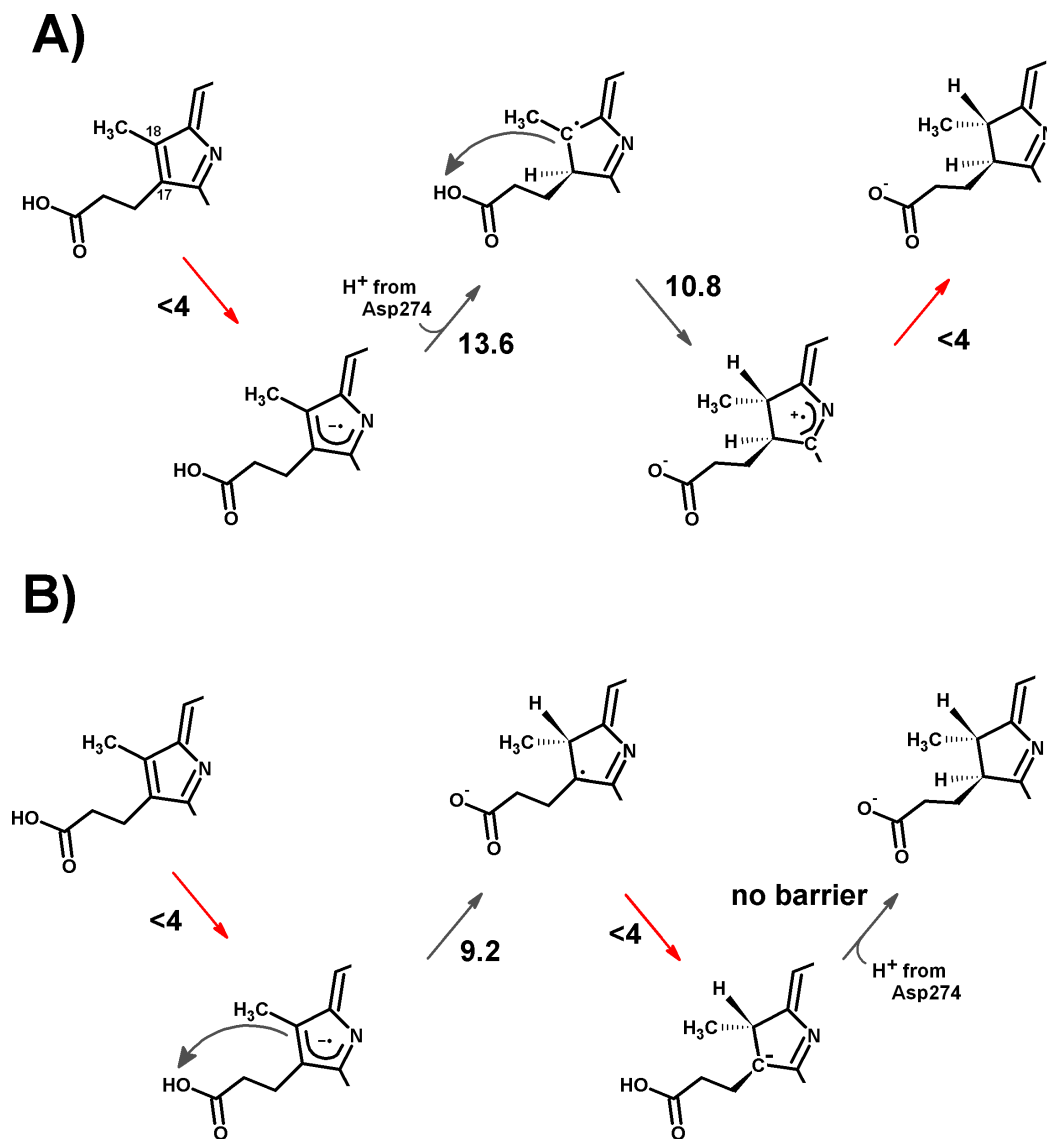 A)
H₃C
18
N
17
HO
O
<4
H₃C
C·
N
H
HO
O
H⁺ from
Asp274
13.6
H₃C
N
−·
HO
O
10.8
H
H₃C
N
+·
H
C
O⁻
O
<4
H
H₃C
N
H
O⁻
O
B)
H₃C
N
HO
O
<4
H₃C
N
−·
HO
O
9.2
H
H₃C
N
·
O⁻
O
<4
H
H₃C
N
C⁻
HO
O
no barrier
H⁺ from
Asp274
H
H₃C
N
H
O⁻
O